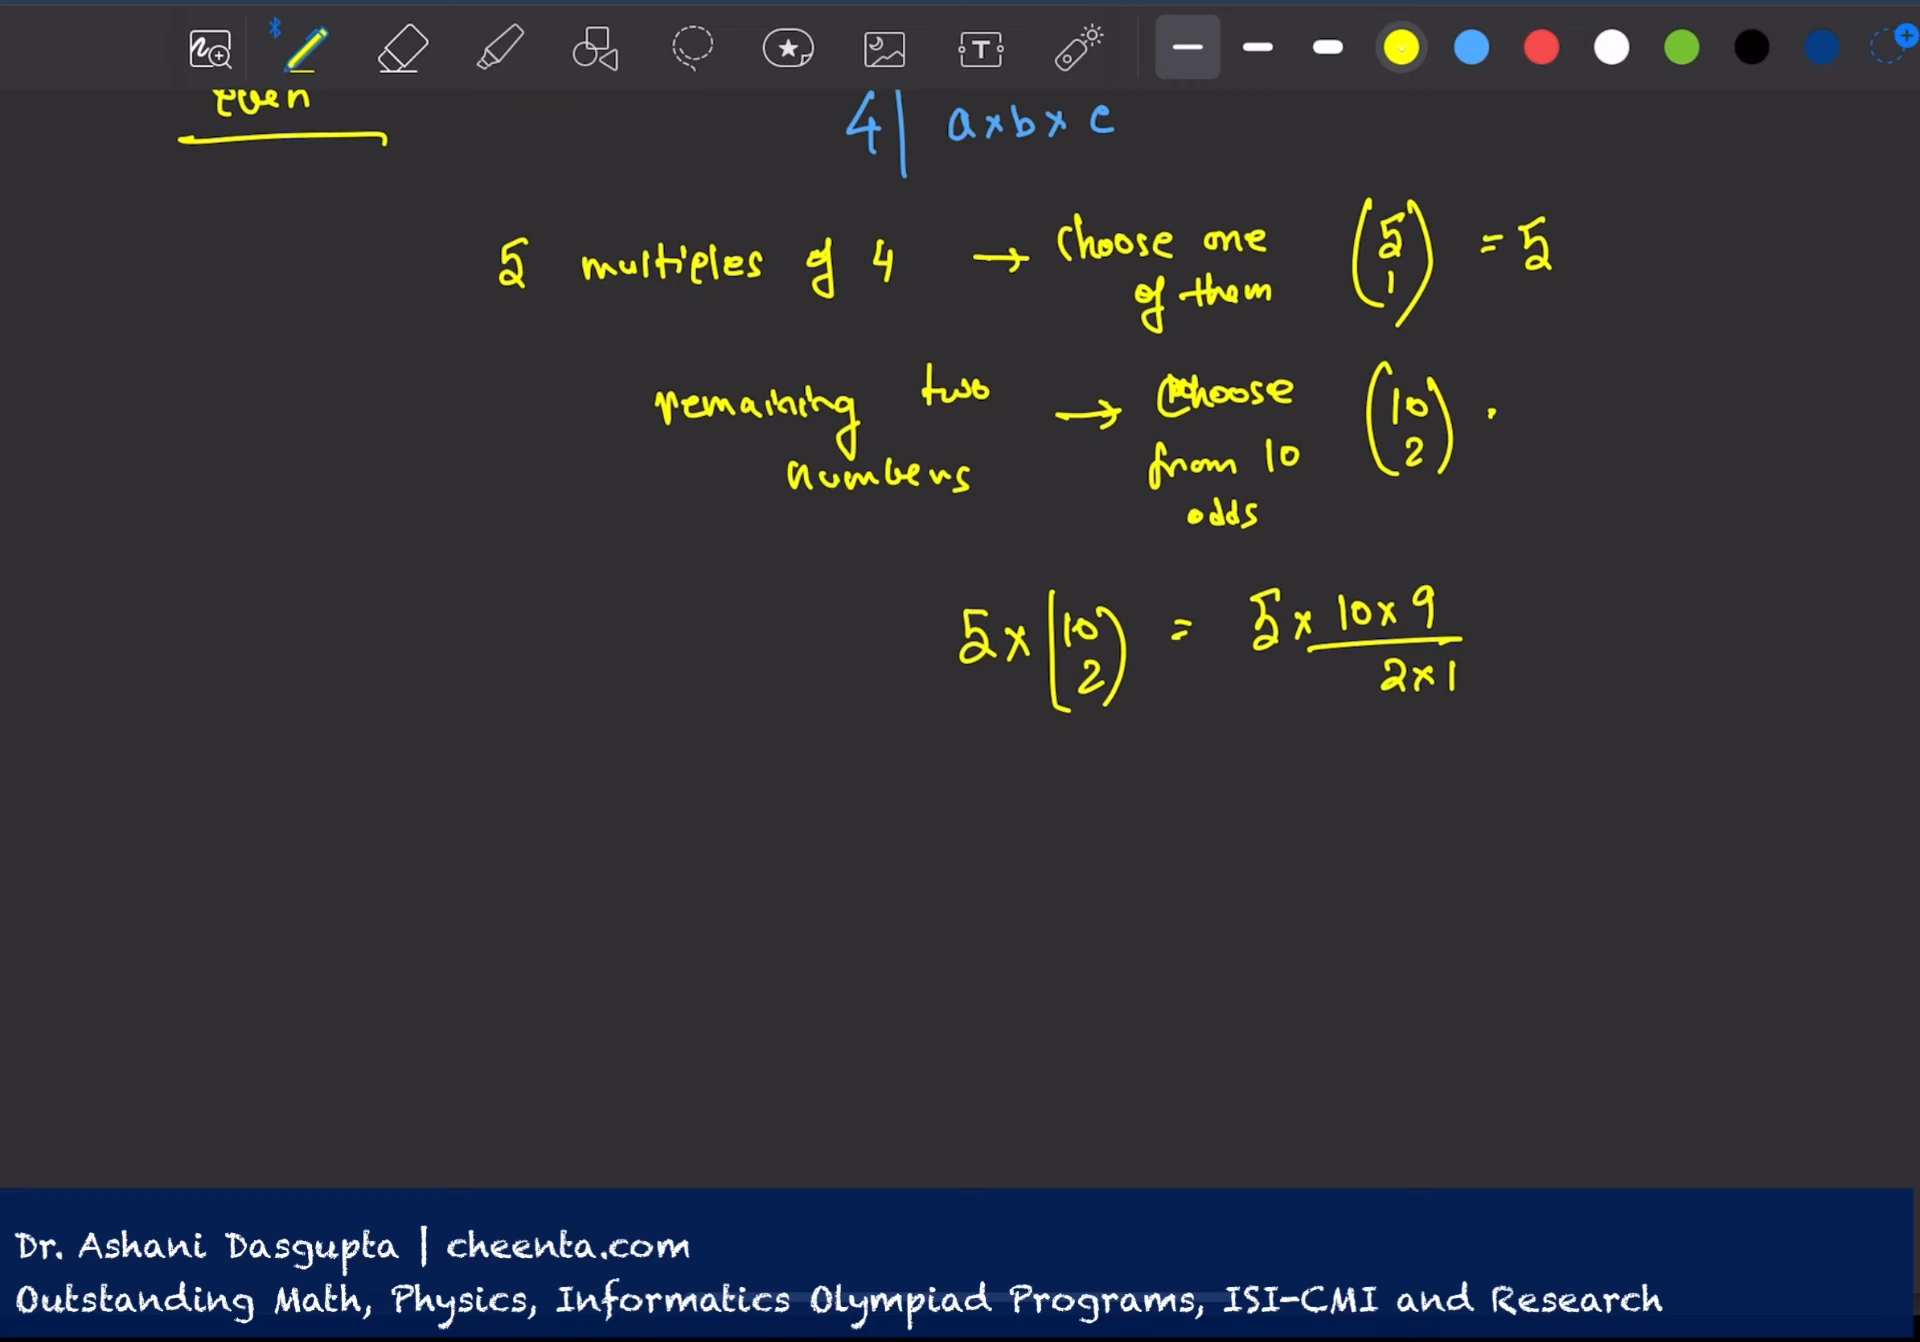 even
4 | a×b×c
5 multiples of 4 → Choose one of them (5 1) = 5
remaining two numbers → Choose from 10 odds (10 2) .
5 × (10 2) = 5 × 10×9 / 2×1
Dr. Ashani Dasgupta | cheenta.com
Outstanding Math, Physics, Informatics Olympiad Programs, ISI-CMI and Research